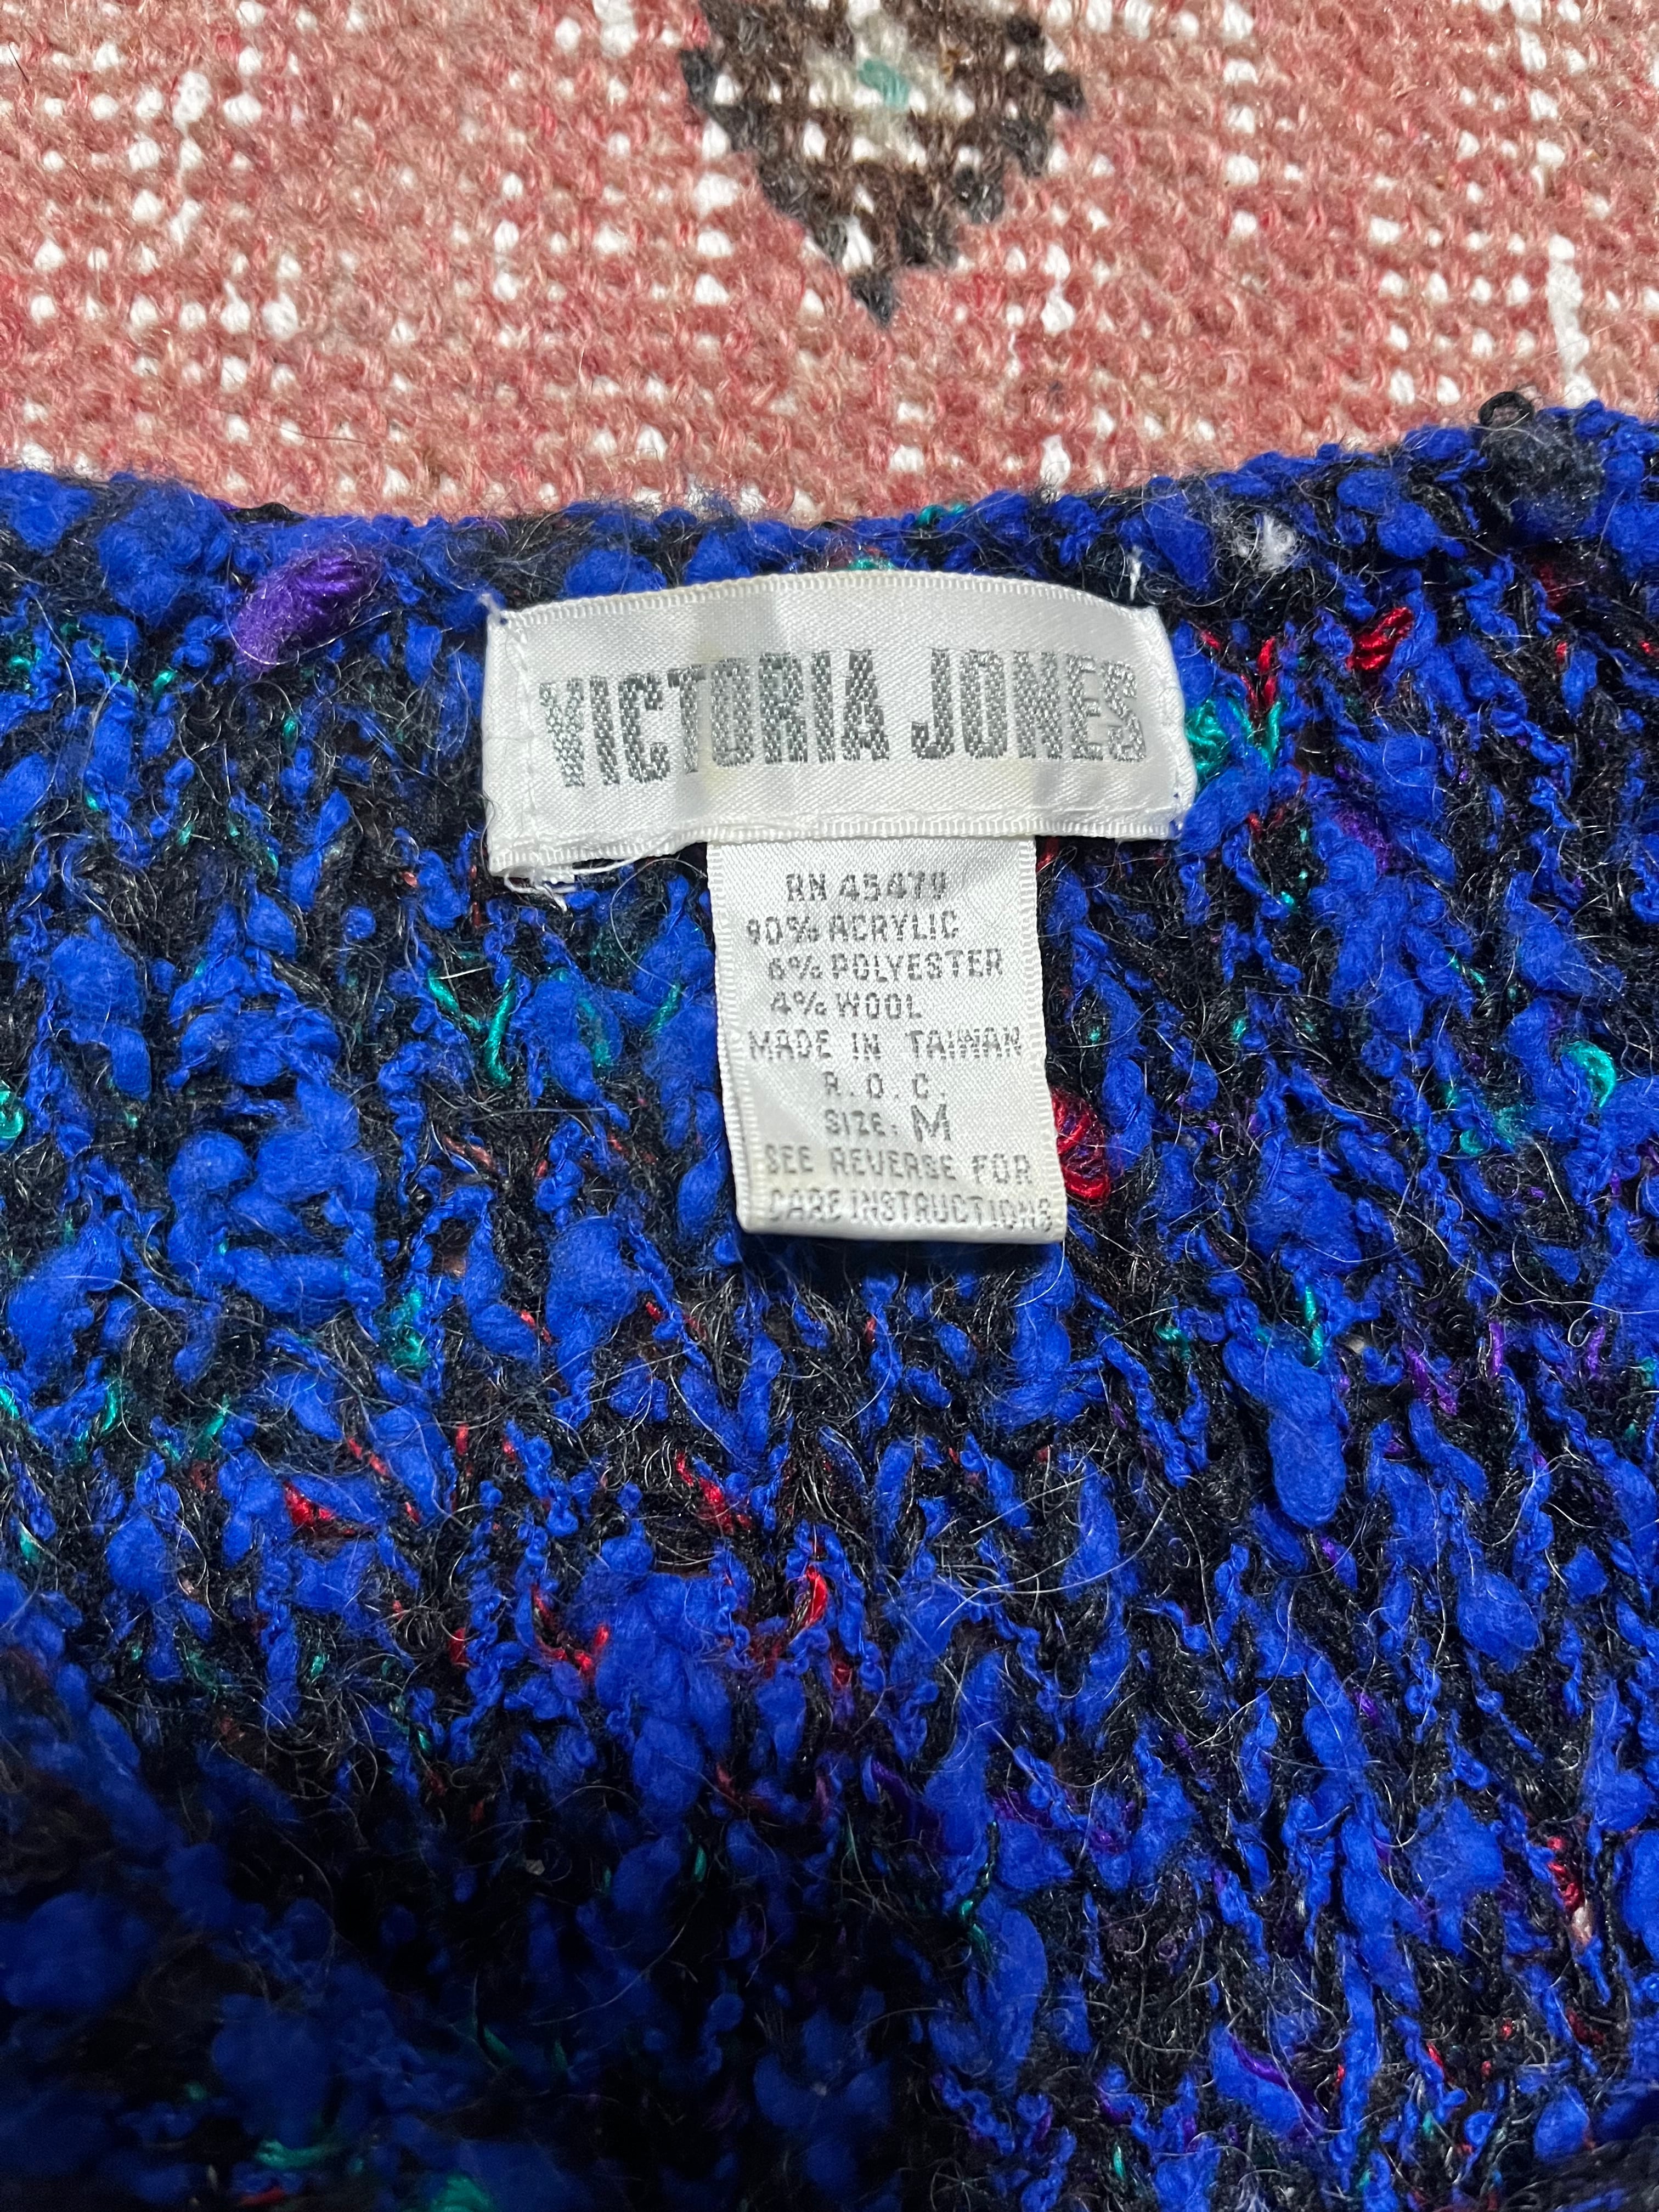 VICTORIA JONES
RN 45479
90% ACRYLIC
6% POLYESTER
4% WOOL
MADE IN TAIWAN
R.O.C.
SIZE: M
SEE REVERSE FOR
CARE INSTRUCTIONS